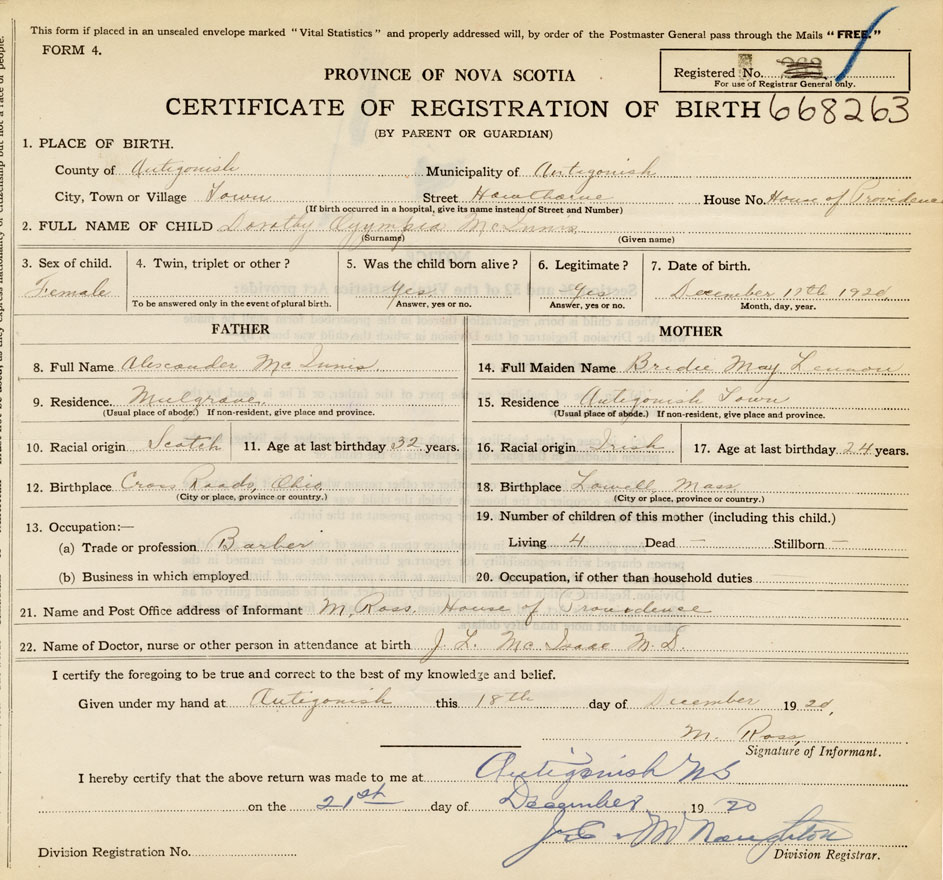 This form if placed in an unsealed envelope marked "Vital Statistics" and properly addressed will, by order of the Postmaster General pass through the Mails "FREE."
FORM 4.
Registered No.
For use of Registrar General only.
PROVINCE OF NOVA SCOTIA
CERTIFICATE OF REGISTRATION OF BIRTH 668263
(BY PARENT OR GUARDIAN)
1. PLACE OF BIRTH.
County of Antigonish Municipality of Antigonish
City, Town or Village Town Street Hawthorne House No. House of Providence
(If birth occurred in a hospital, give its name instead of Street and Number)
2. FULL NAME OF CHILD Dorothy Olympia McInnis
(Surname) (Given name)
3. Sex of child. 4. Twin, triplet or other? 5. Was the child born alive? 6. Legitimate? 7. Date of birth.
Female Yes Yes December 17th 1920
To be answered only in the event of plural birth. Answer, yes or no. Answer, yes or no. Month, day, year.
FATHER
8. Full Name Alexander McInnis
9. Residence. Mulgrave
(Usual place of abode.) If non-resident, give place and province.
10. Racial origin Scotch 11. Age at last birthday 32 years.
12. Birthplace Cross Roads, Ohio
(City or place, province or country.)
13. Occupation:—
(a) Trade or profession Barber
(b) Business in which employed
MOTHER
14. Full Maiden Name Bridie May Lennon
15. Residence Antigonish Town
(Usual place of abode.) If non-resident, give place and province.
16. Racial origin Irish 17. Age at last birthday 24 years.
18. Birthplace Lowell, Mass
(City or place, province or country.)
19. Number of children of this mother (including this child.)
Living 4 Dead — Stillborn —
20. Occupation, if other than household duties
21. Name and Post Office address of Informant M. Ross. House of Providence
22. Name of Doctor, nurse or other person in attendance at birth J. L. McIsaac M.D.
I certify the foregoing to be true and correct to the best of my knowledge and belief.
Given under my hand at Antigonish this 18th day of December 1920,
M. Ross,
Signature of Informant.
I hereby certify that the above return was made to me at Antigonish NS
on the 21st day of December 1920
McNaughton
Division Registration No. Division Registrar.